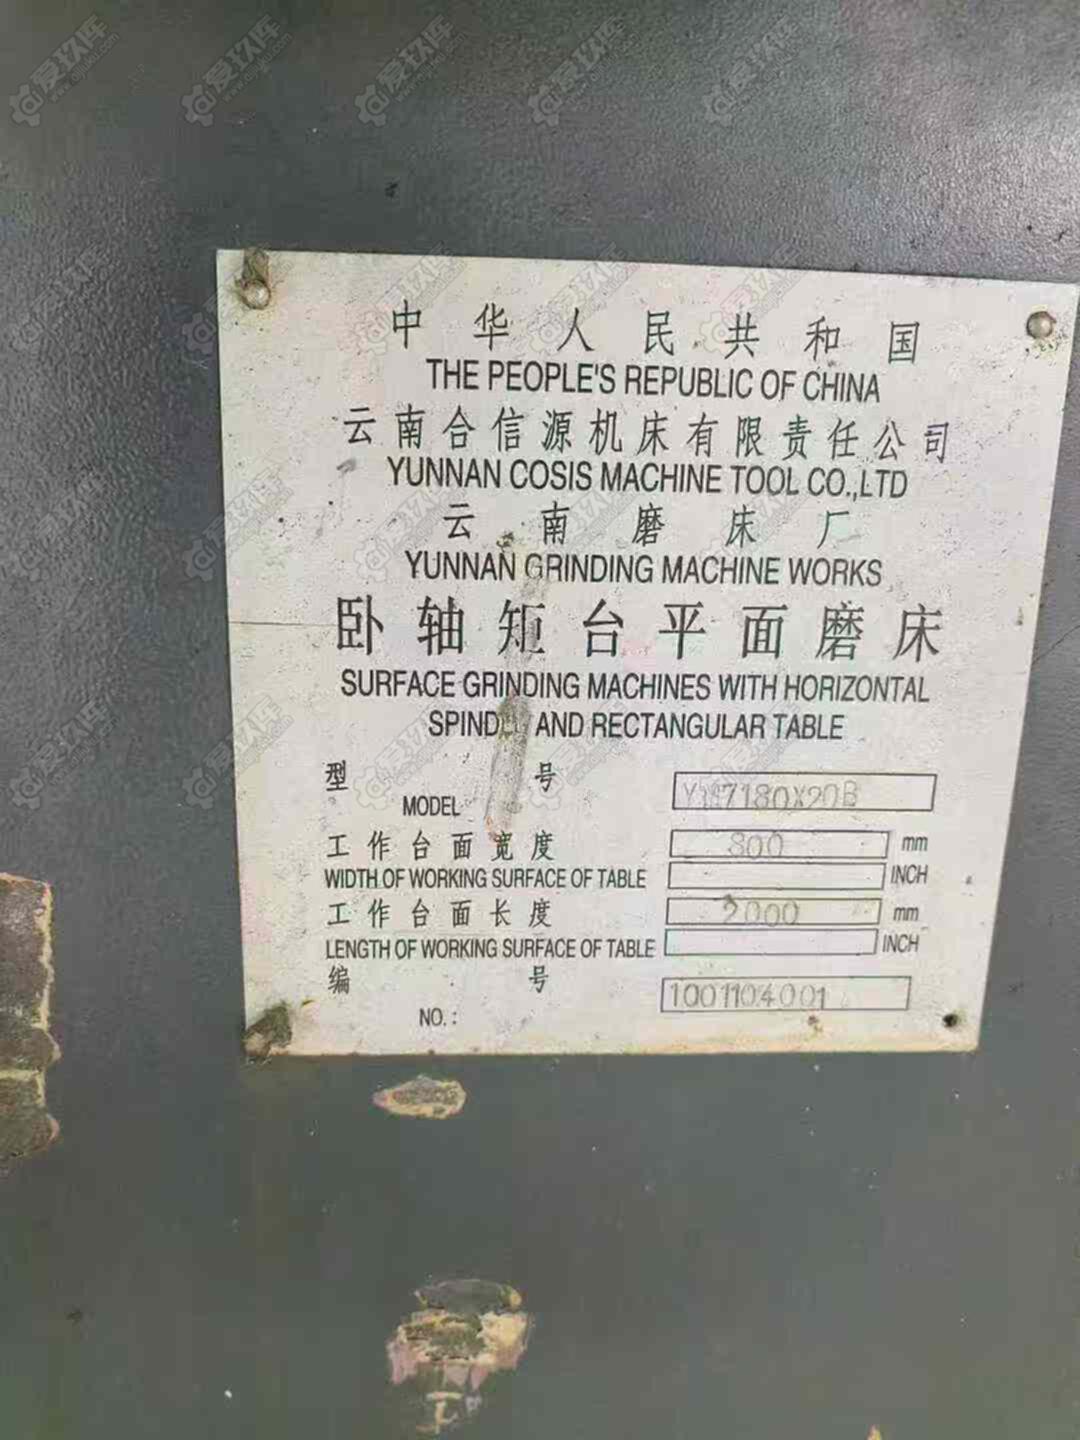 中华人民共和国
THE PEOPLE'S REPUBLIC OF CHINA
云南合信源机床有限责任公司
YUNNAN COSIS MACHINE TOOL CO.,LTD
云南磨床厂
YUNNAN GRINDING MACHINE WORKS
卧轴矩台平面磨床
SURFACE GRINDING MACHINES WITH HORIZONTAL
SPINDLE AND RECTANGULAR TABLE
型号
MODEL
工作台面宽度 800 mm
WIDTH OF WORKING SURFACE OF TABLE INCH
工作台面长度 2000 mm
LENGTH OF WORKING SURFACE OF TABLE INCH
编号 1001104001
NO.: